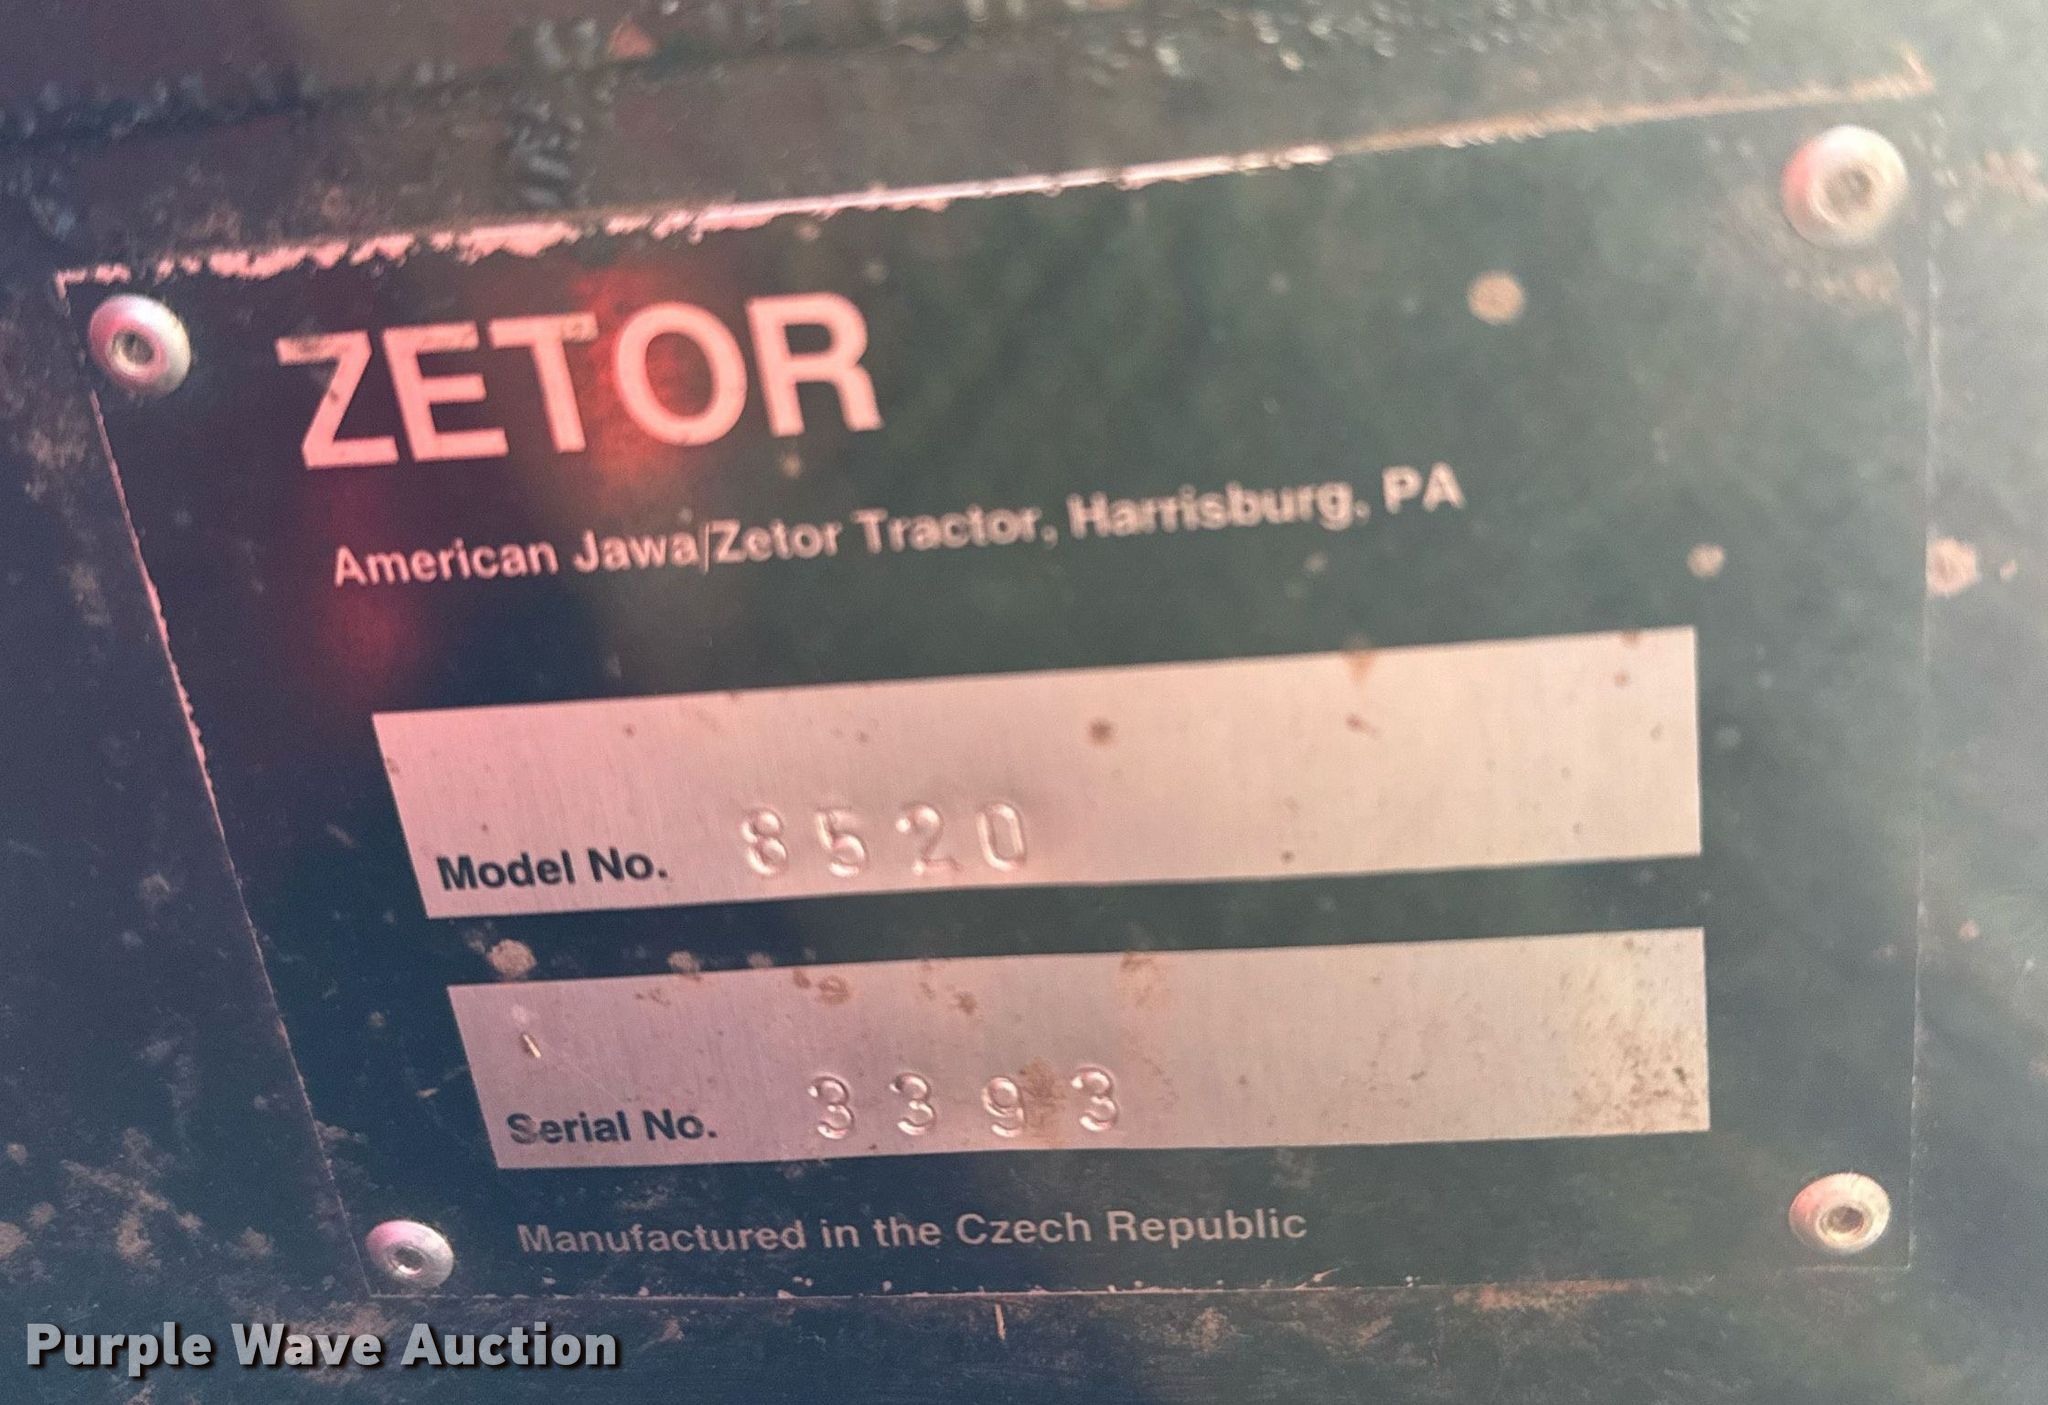 ZETOR
American Jawa/Zetor Tractor, Harrisburg, PA
Model No. 8520
Serial No. 3393
Manufactured in the Czech Republic
Purple Wave Auction